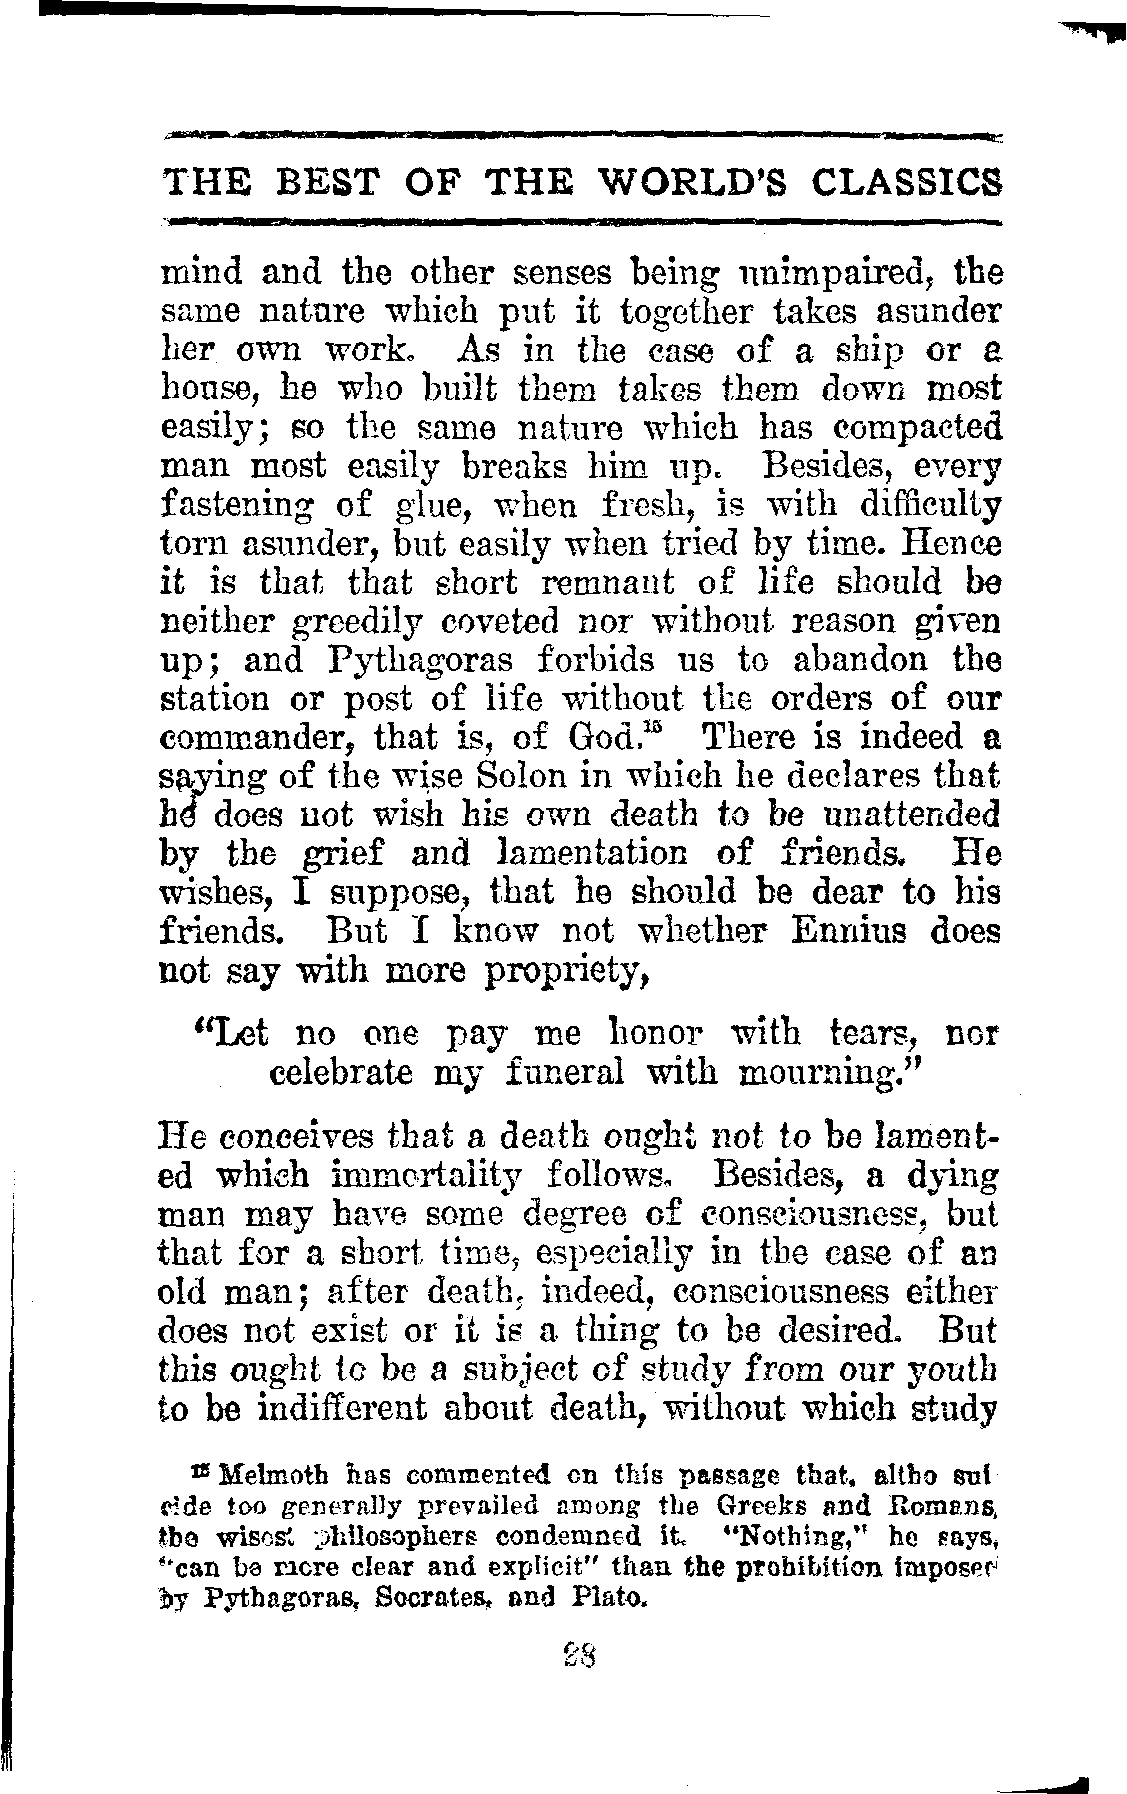 THE BEST OF THE WORLD'S CLASSICS
mind and the other senses being unimpaired, the
same nature which put it together takes asunder
her own work. As in the case of a ship or a
house, he who built them takes them down most
easily; so the same nature which has compacted
man most easily breaks him up. Besides, every
fastening of glue, when fresh, is with difficulty
torn asunder, but easily when tried by time. Hence
it is that that short remnant of life should be
neither greedily coveted nor without reason given
up; and Pythagoras forbids us to abandon the
station or post of life without the orders of our
commander, that is, of God.¹⁵ There is indeed a
saying of the wise Solon in which he declares that
he does not wish his own death to be unattended
by the grief and lamentation of friends. He
wishes, I suppose, that he should be dear to his
friends. But I know not whether Ennius does
not say with more propriety,
"Let no one pay me honor with tears, nor
celebrate my funeral with mourning."
He conceives that a death ought not to be lament-
ed which immortality follows. Besides, a dying
man may have some degree of consciousness, but
that for a short time, especially in the case of an
old man; after death, indeed, consciousness either
does not exist or it is a thing to be desired. But
this ought to be a subject of study from our youth
to be indifferent about death, without which study
¹⁵ Melmoth has commented on this passage that, altho sui
cide too generally prevailed among the Greeks and Romans,
the wisest philosophers condemned it. "Nothing," he says,
"can be more clear and explicit" than the prohibition imposed
by Pythagoras, Socrates, and Plato.
28